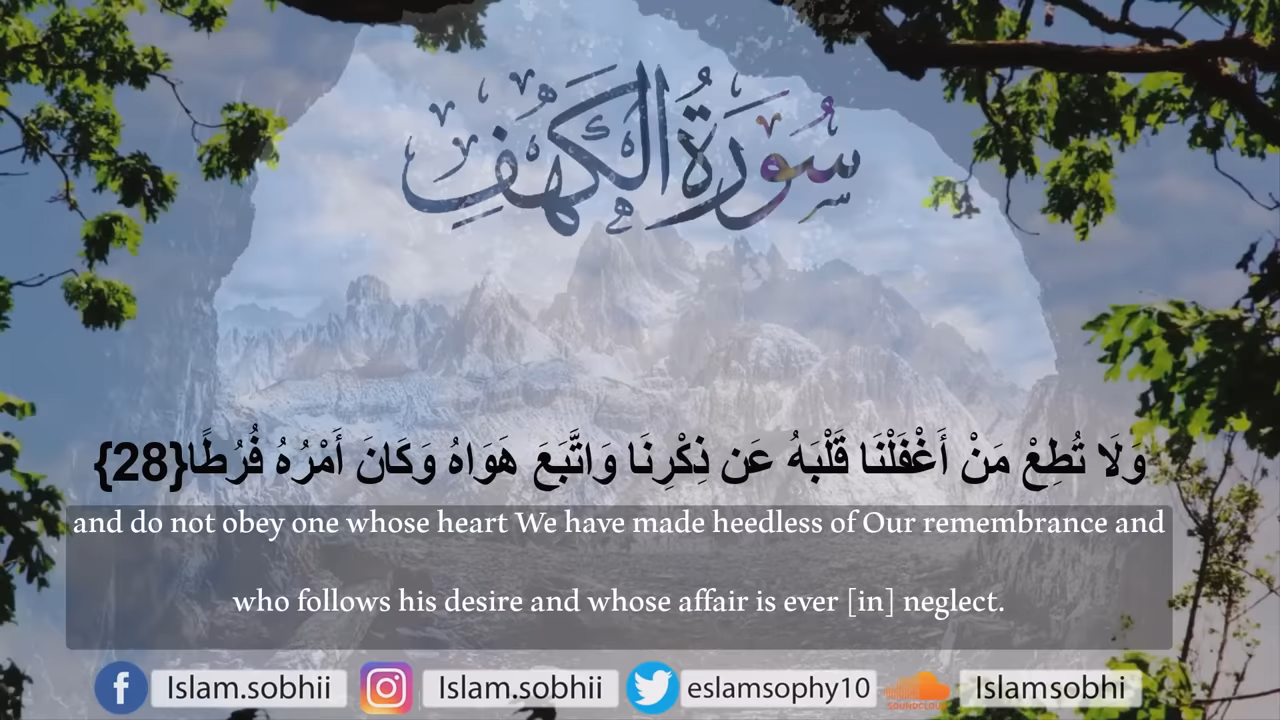 سُورَةُ الكَهْفِ
وَلَا تُطِعْ مَنْ أَغْفَلْنَا قَلْبَهُ عَن ذِكْرِنَا وَاتَّبَعَ هَوَاهُ وَكَانَ أَمْرُهُ فُرُطًا{28}
and do not obey one whose heart We have made heedless of Our remembrance and
who follows his desire and whose affair is ever [in] neglect.
Islam.sobhii Islam.sobhii eslamsophy10 SOUNDCLOUD Islamsobhi